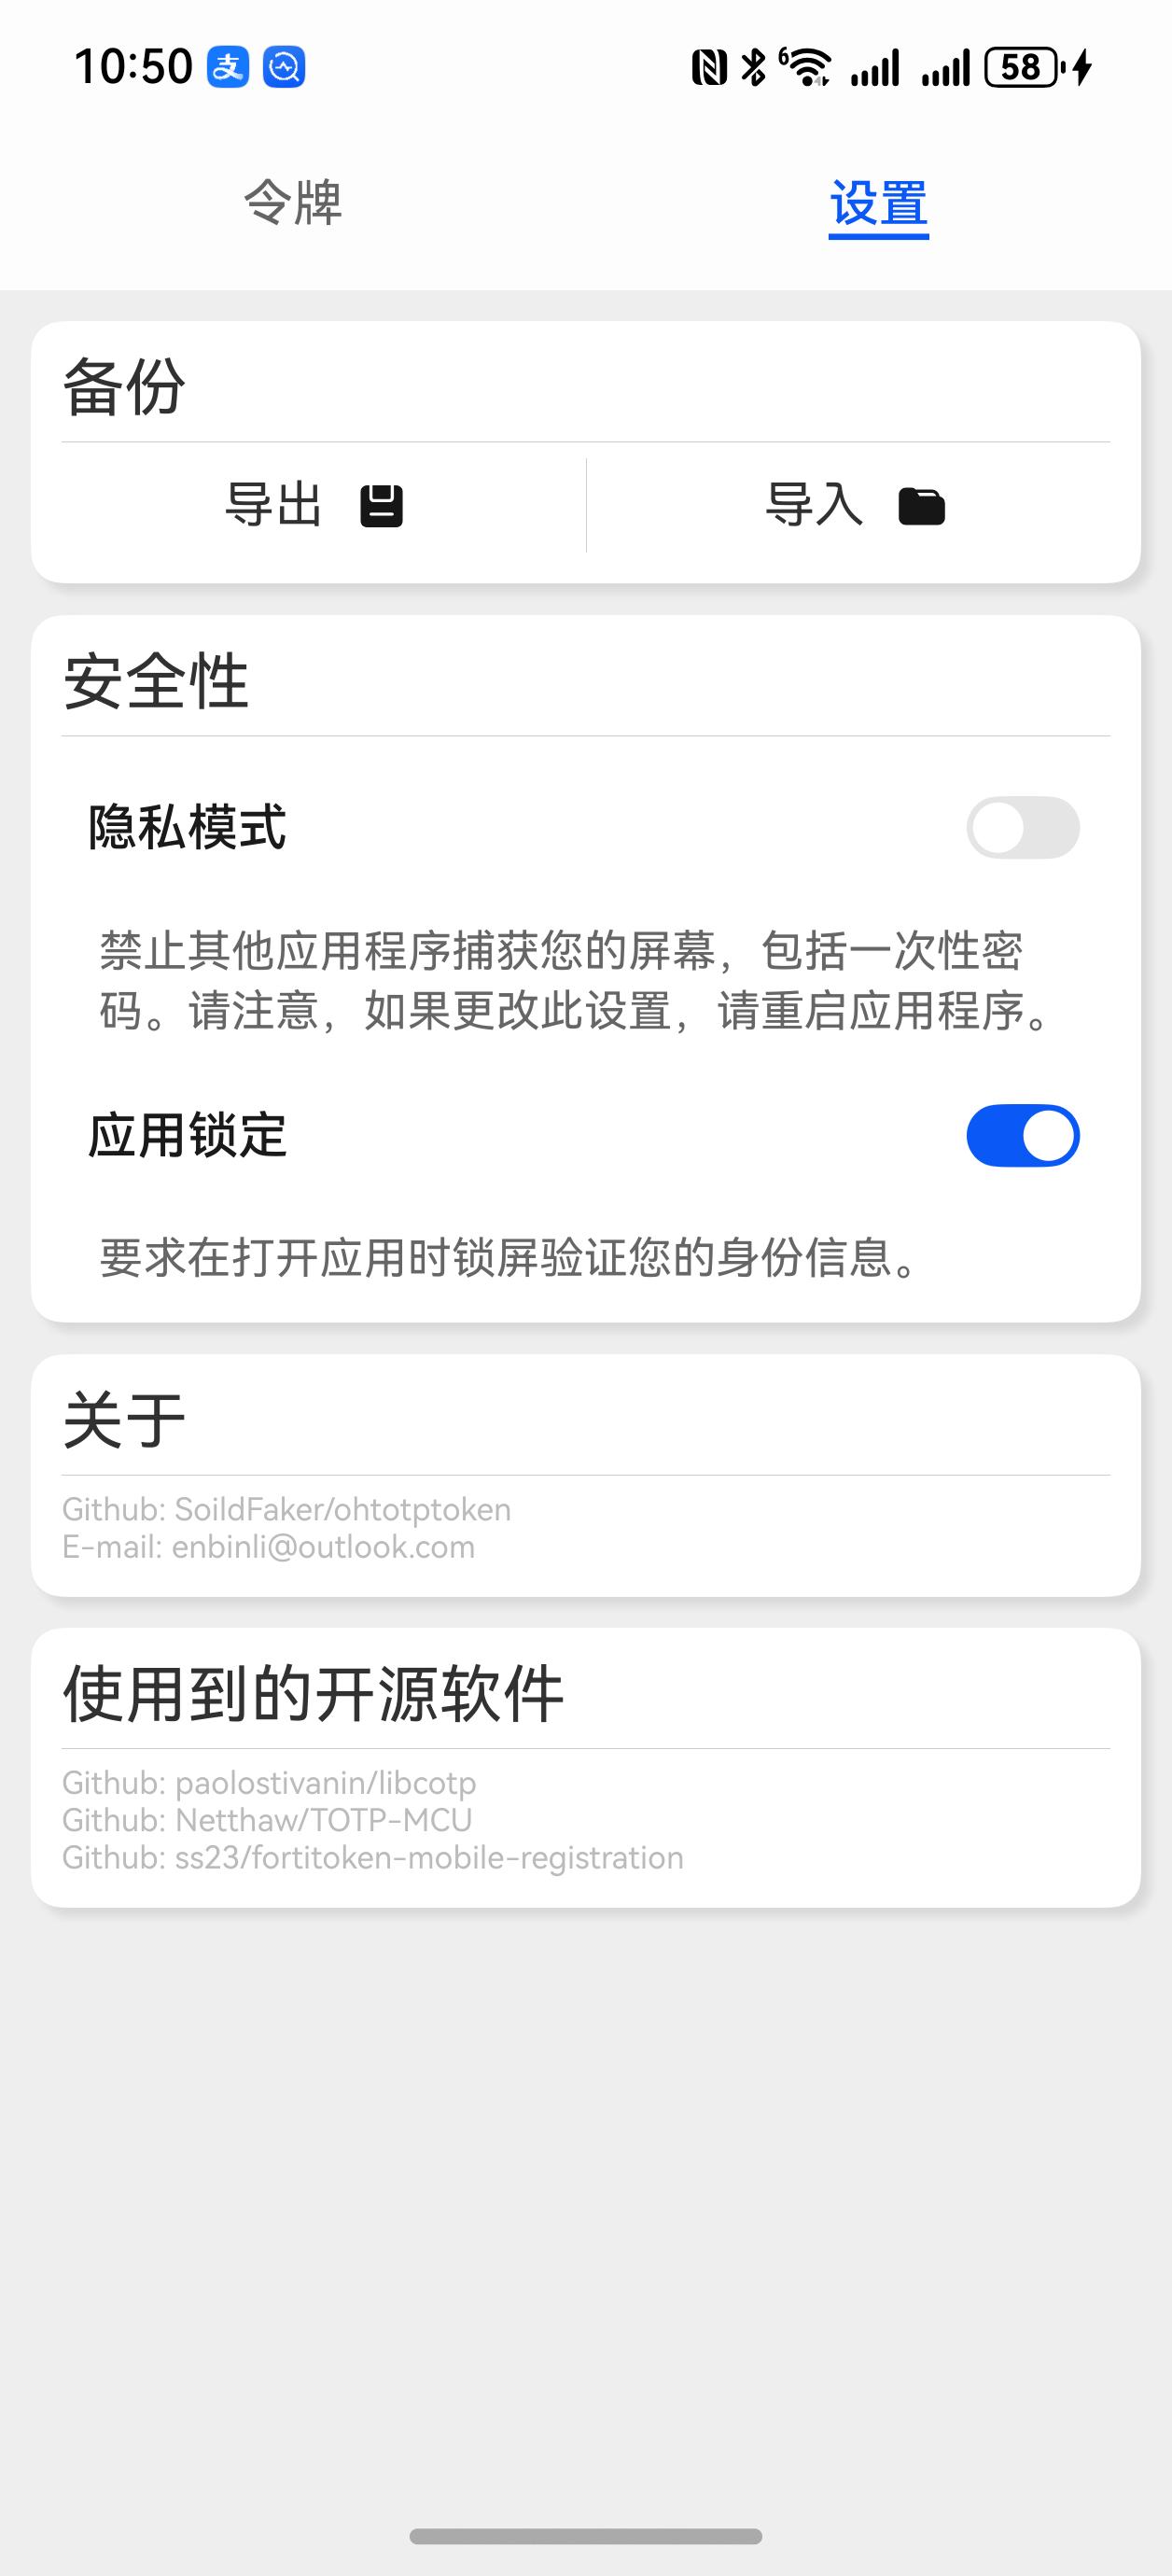 10:50 支 6 58
令牌 设置
备份
导出 导入
安全性
隐私模式
禁止其他应用程序捕获您的屏幕，包括一次性密
码。请注意，如果更改此设置，请重启应用程序。
应用锁定
要求在打开应用时锁屏验证您的身份信息。
关于
Github: SoildFaker/ohtotptoken
E-mail: enbinli@outlook.com
使用到的开源软件
Github: paolostivanin/libcotp
Github: Netthaw/TOTP-MCU
Github: ss23/fortitoken-mobile-registration